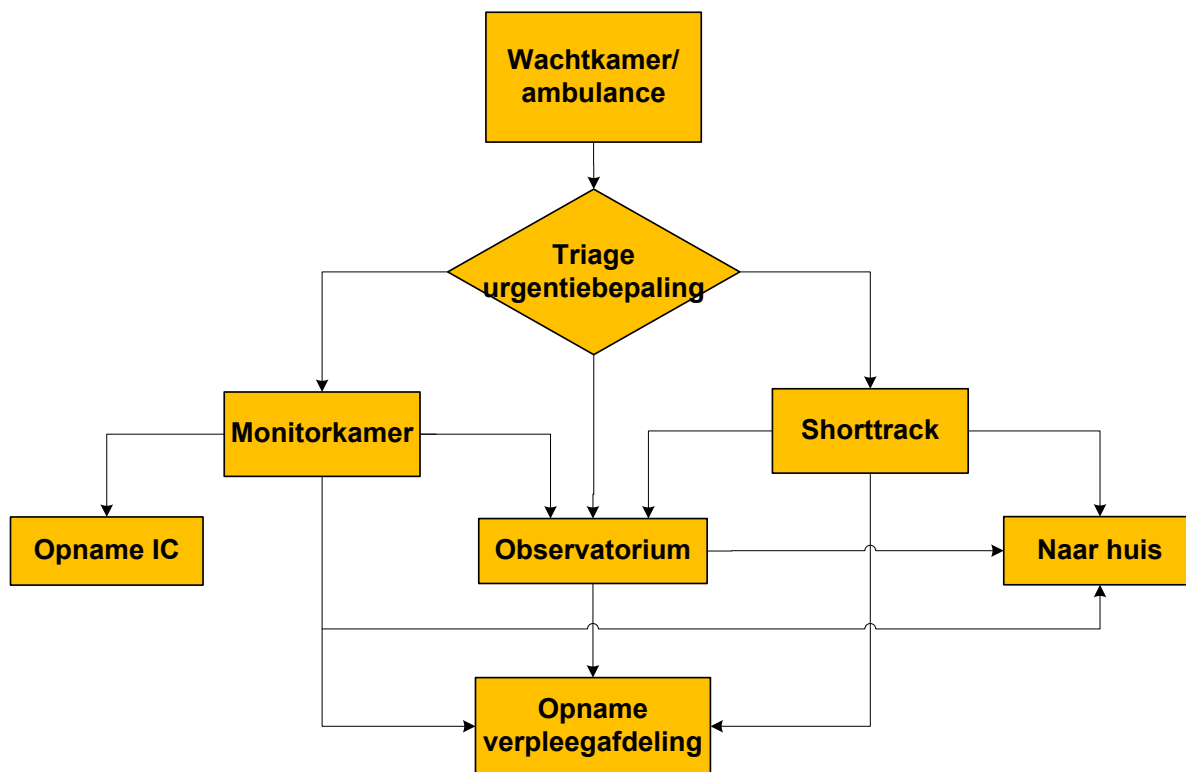 Wachtkamer/
ambulance
Triage
urgentiebepaling
Monitorkamer
Shorttrack
Opname IC
Observatorium
Naar huis
Opname
verpleegafdeling